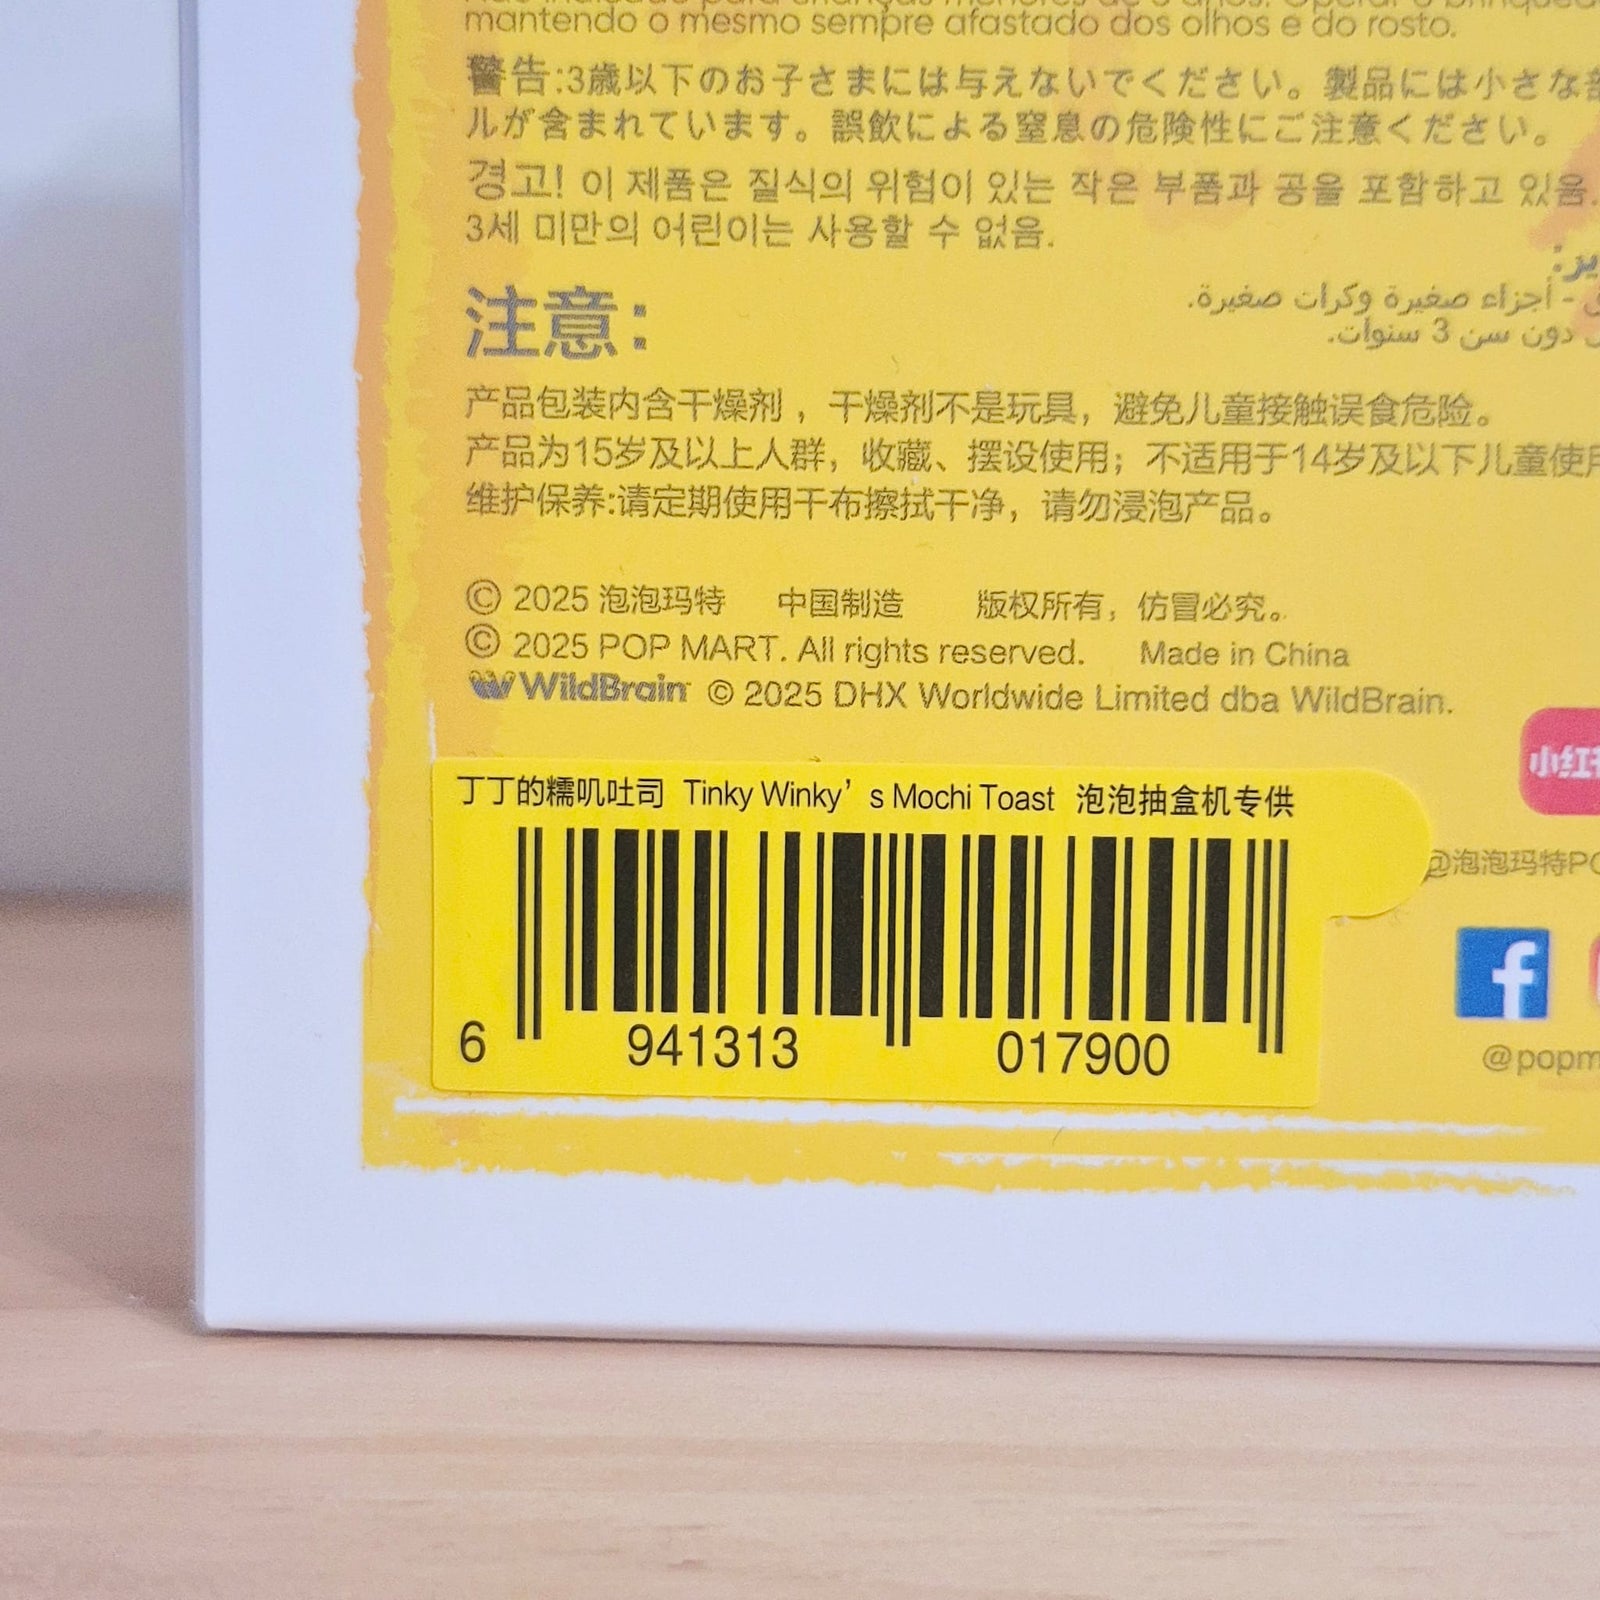 mantendo o mesmo sempre afastado dos olhos e do rosto.
警告:3歳以下のお子さまには与えないでください。製品には小さな
ルが含まれています。誤飲による窒息の危険性にご注意ください。
경고! 이 제품은 질식의 위험이 있는 작은 부품과 공을 포함하고 있음.
3세 미만의 어린이는 사용할 수 없음.
- أجزاء صغيرة وكرات صغيرة.
دون سن 3 سنوات.
注意:
产品包装内含干燥剂，干燥剂不是玩具，避免儿童接触误食危险。
产品为15岁及以上人群，收藏、摆设使用；不适用于14岁及以下儿童使用
维护保养:请定期使用干布擦拭干净，请勿浸泡产品。
© 2025 泡泡玛特 中国制造 版权所有，仿冒必究。
© 2025 POP MART. All rights reserved. Made in China
WildBrain © 2025 DHX Worldwide Limited dba WildBrain.
小红
丁丁的糯叽吐司 Tinky Winky’s Mochi Toast 泡泡抽盒机专供
@泡泡玛特PO
6 941313 017900
f
@popm